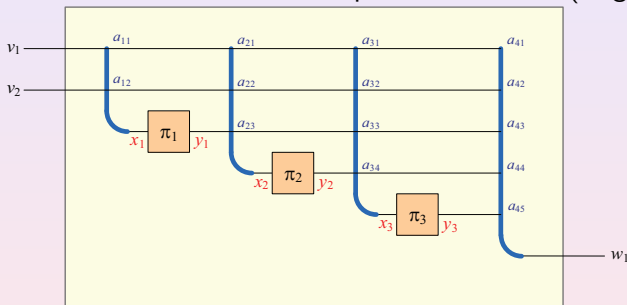 v1 a11 a21 a31 a41
v2 a12 a22 a32 a42
x1 π1 y1 a23 a33 a43
x2 π2 y2 a34 a44
x3 π3 y3 a45
w1